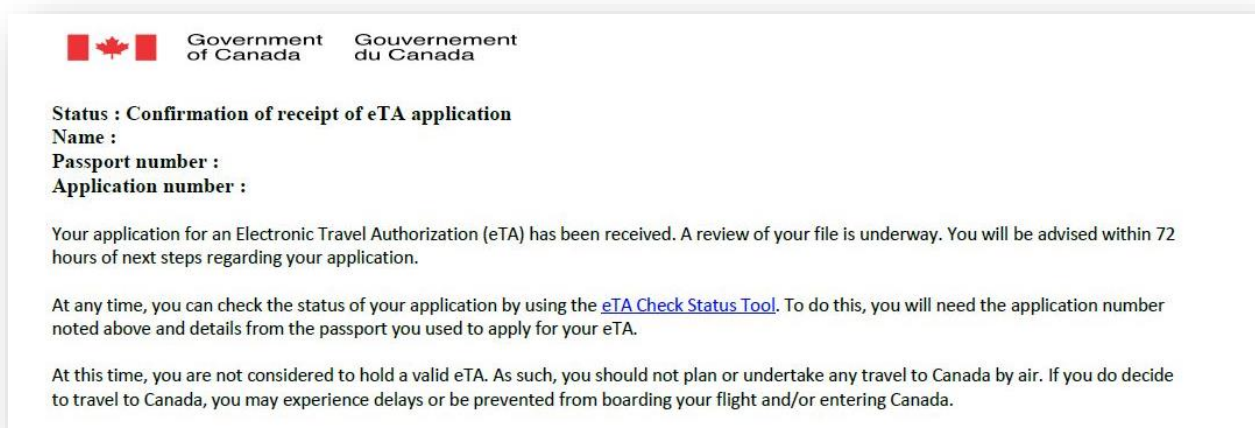 Government Gouvernement
of Canada du Canada
Status : Confirmation of receipt of eTA application
Name :
Passport number :
Application number :
Your application for an Electronic Travel Authorization (eTA) has been received. A review of your file is underway. You will be advised within 72
hours of next steps regarding your application.
At any time, you can check the status of your application by using the eTA Check Status Tool. To do this, you will need the application number
noted above and details from the passport you used to apply for your eTA.
At this time, you are not considered to hold a valid eTA. As such, you should not plan or undertake any travel to Canada by air. If you do decide
to travel to Canada, you may experience delays or be prevented from boarding your flight and/or entering Canada.